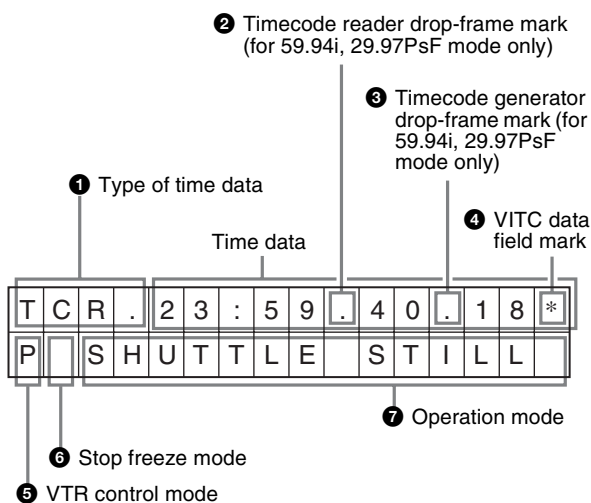 ❷ Timecode reader drop-frame mark
(for 59.94i, 29.97PsF mode only)
❸ Timecode generator
drop-frame mark (for
59.94i, 29.97PsF
mode only)
❶ Type of time data
❹ VITC data
field mark
Time data
TCR.23:59.40.18*
P SHUTTLE STILL
❼ Operation mode
❻ Stop freeze mode
❺ VTR control mode